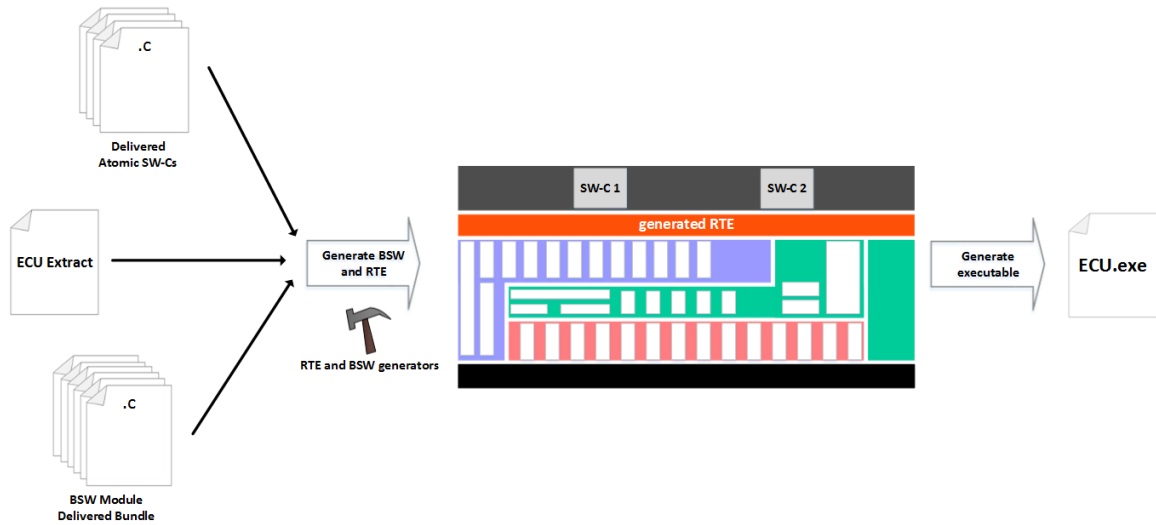 .C
Delivered
Atomic SW-Cs
ECU Extract
.C
BSW Module
Delivered Bundle
Generate BSW
and RTE
RTE and BSW generators
SW-C 1
SW-C 2
generated RTE
Generate
executable
ECU.exe